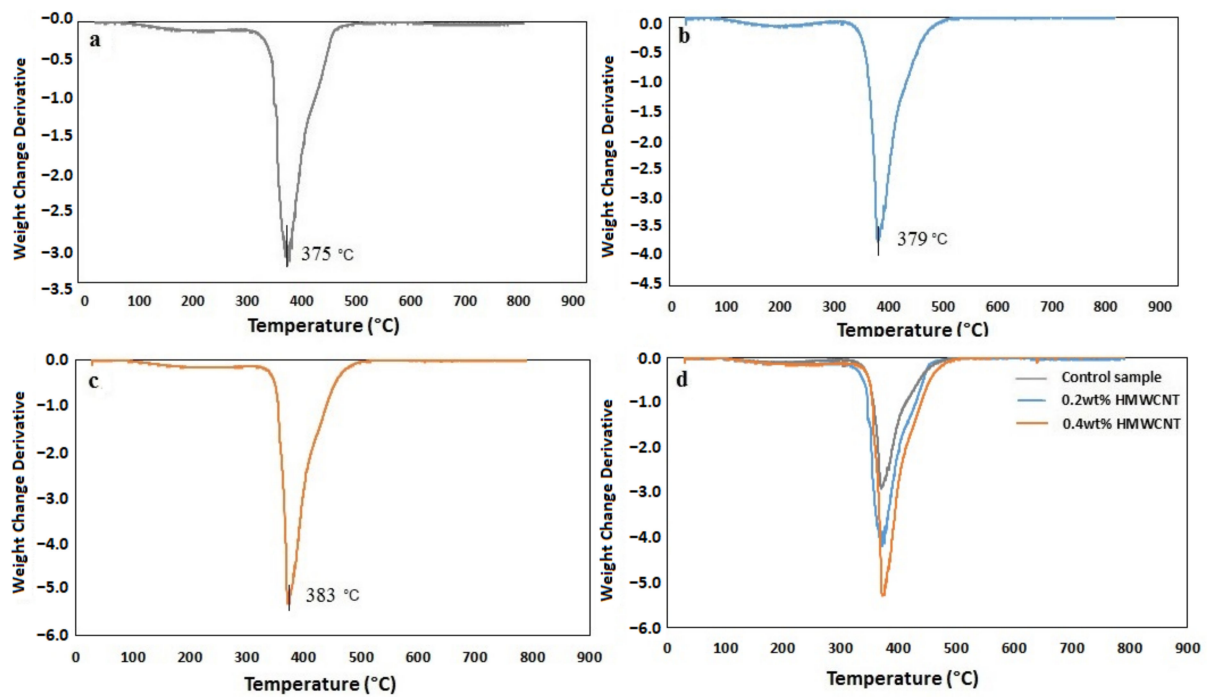 a
Weight Change Derivative
−0.0
−0.5
−1.0
−1.5
−2.0
−2.5
−3.0
−3.5
375 °C
0 100 200 300 400 500 600 700 800 900
Temperature (°C)
b
Weight Change Derivative
0.0
−0.5
−1.0
−1.5
−2.0
−2.5
−3.0
−3.5
−4.0
−4.5
379 °C
0 100 200 300 400 500 600 700 800 900
Temperature (°C)
c
Weight Change Derivative
0.0
−1.0
−2.0
−3.0
−4.0
−5.0
−6.0
383 °C
0 100 200 300 400 500 600 700 800 900
Temperature (°C)
d
Weight Change Derivative
0.0
−1.0
−2.0
−3.0
−4.0
−5.0
−6.0
Control sample
0.2wt% HMWCNT
0.4wt% HMWCNT
0 100 200 300 400 500 600 700 800 900
Temperature (°C)